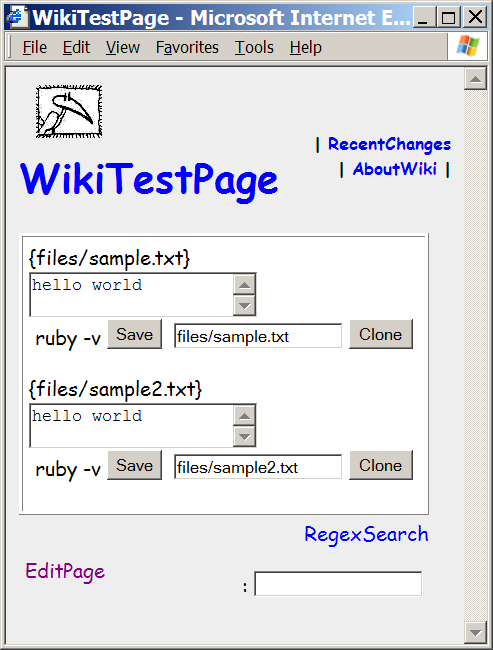 WikiTestPage - Microsoft Internet E...
File Edit View Favorites Tools Help
| RecentChanges
| AboutWiki |
WikiTestPage
{files/sample.txt}
hello world
ruby -v Save files/sample.txt Clone
{files/sample2.txt}
hello world
ruby -v Save files/sample2.txt Clone
RegexSearch
EditPage
: